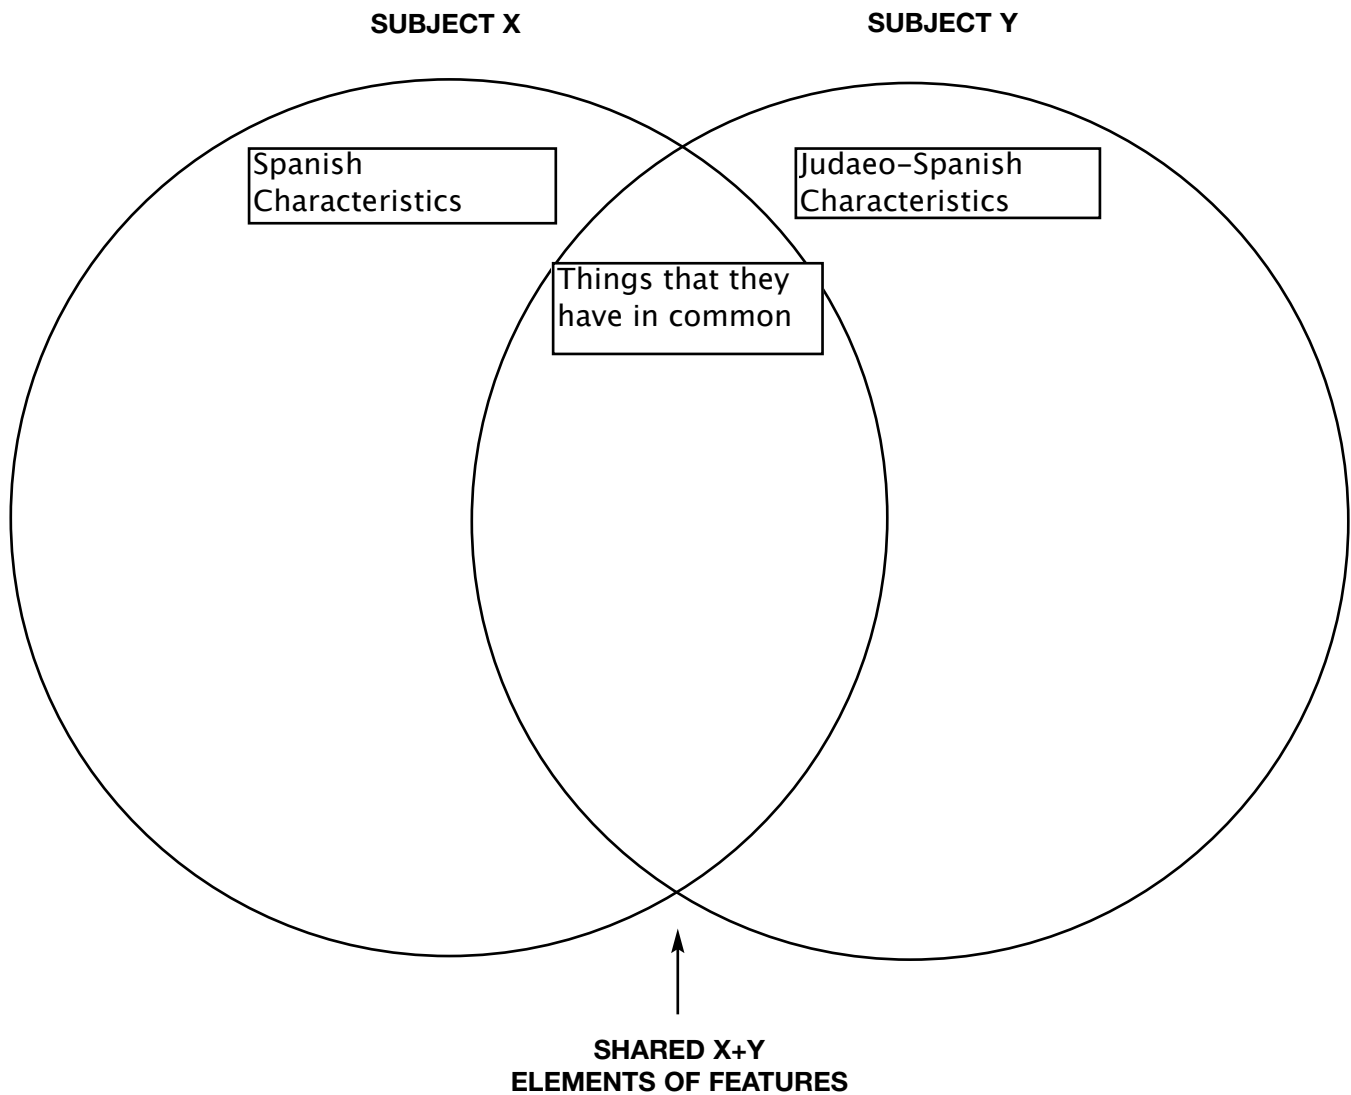 SUBJECT X
SUBJECT Y
Spanish
Characteristics
Judaeo-Spanish
Characteristics
Things that they
have in common
SHARED X+Y
ELEMENTS OF FEATURES